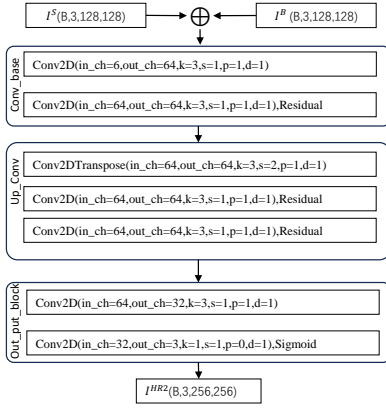 I^S(B,3,128,128) ⊕ I^B (B,3,128,128)
Conv_base
Conv2D(in_ch=6,out_ch=64,k=3,s=1,p=1,d=1)
Conv2D(in_ch=64,out_ch=64,k=3,s=1,p=1,d=1),Residual
Up_Conv
Conv2DTranspose(in_ch=64,out_ch=64,k=3,s=2,p=1,d=1)
Conv2D(in_ch=64,out_ch=64,k=3,s=1,p=1,d=1),Residual
Conv2D(in_ch=64,out_ch=64,k=3,s=1,p=1,d=1),Residual
Out_put_block
Conv2D(in_ch=64,out_ch=32,k=3,s=1,p=1,d=1)
Conv2D(in_ch=32,out_ch=3,k=1,s=1,p=0,d=1),Sigmoid
I^{HR2}(B,3,256,256)